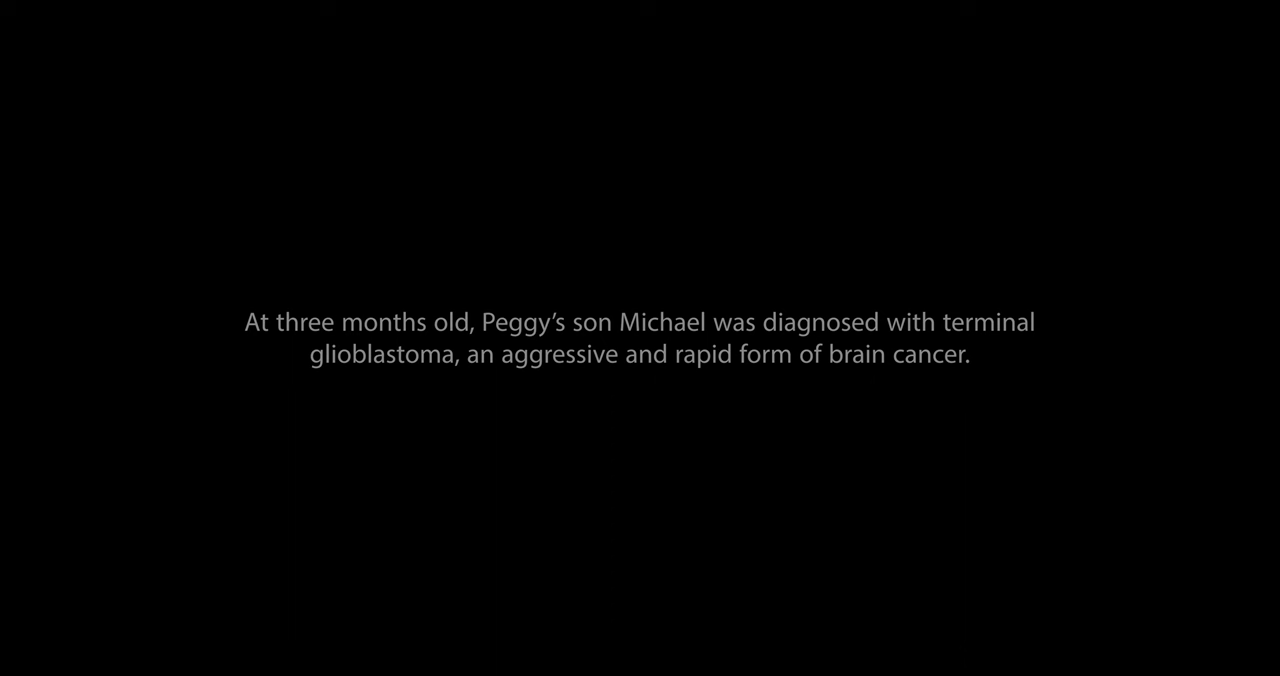 At three months old, Peggy’s son Michael was diagnosed with terminal
glioblastoma, an aggressive and rapid form of brain cancer.